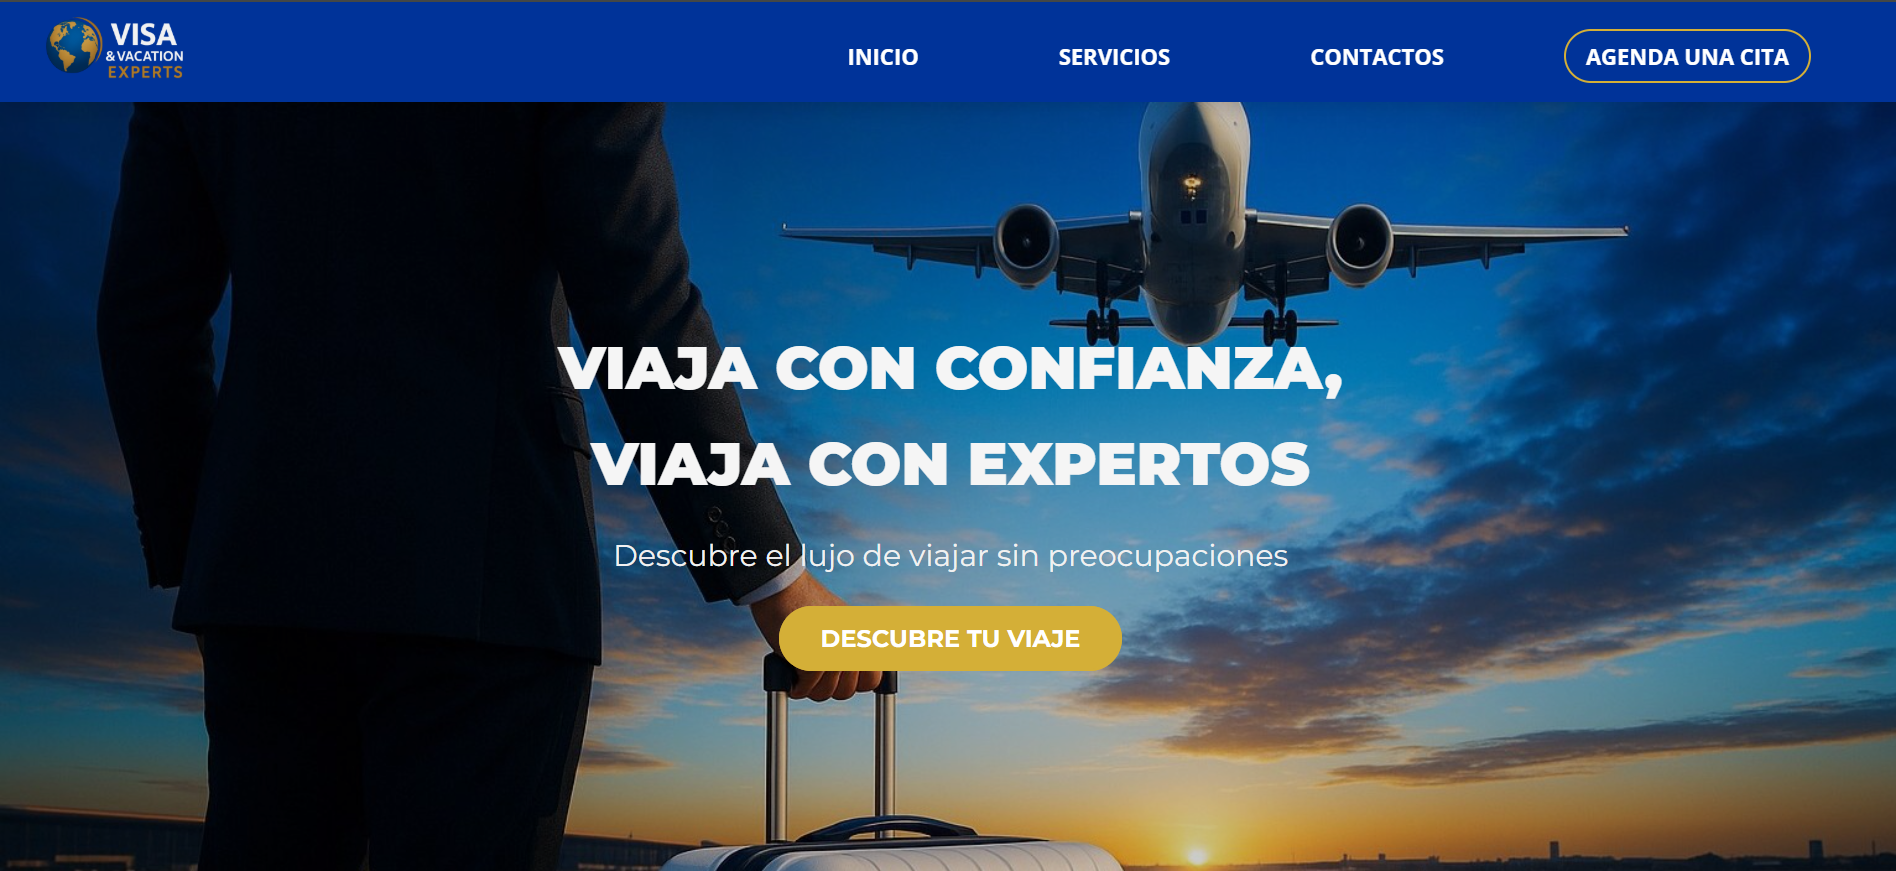 VISA
& VACATION
EXPERTS
INICIO
SERVICIOS
CONTACTOS
AGENDA UNA CITA
VIAJA CON CONFIANZA,
VIAJA CON EXPERTOS
Descubre el lujo de viajar sin preocupaciones
DESCUBRE TU VIAJE